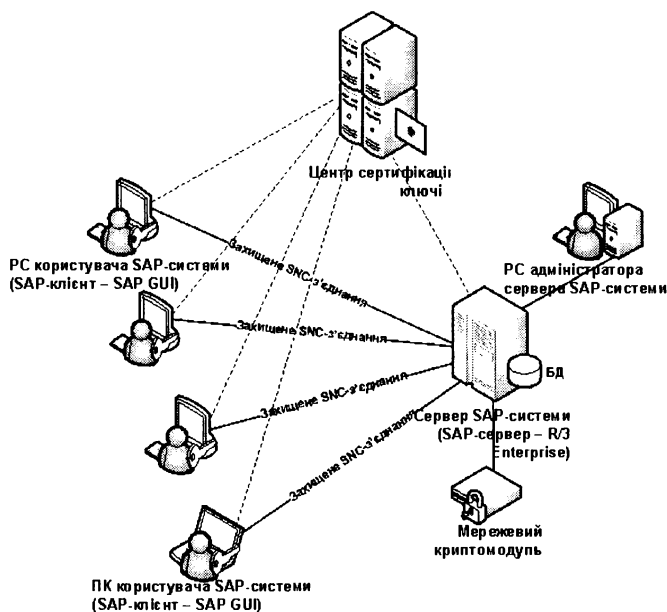 Центр сертифікації
ключі
РС користувача SAP-системи
(SAP-клієнт – SAP GUI)
РС адміністратора
сервера SAP-системи
Захищене SNC-з'єднання
Захищене SNC-з'єднання
Захищене SNC-з'єднання
Захищене SNC-з'єднання
БД
Сервер SAP-системи
(SAP-сервер – R/3
Enterprise)
Мережевий
криптомодуль
ПК користувача SAP-системи
(SAP-клієнт – SAP GUI)